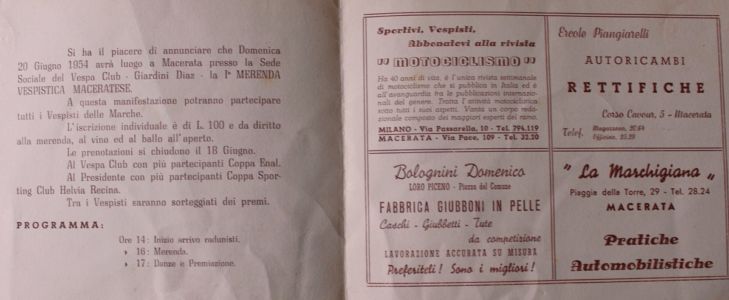 Si ha il piacere di annunciare che Domenica
20 Giugno 1954 avrà luogo a Macerata presso la Sede
Sociale del Vespa Club - Giardini Diaz - la Iª MERENDA
VESPISTICA MACERATESE.
A questa manifestazione potranno partecipare
tutti i Vespisti delle Marche.
L'iscrizione individuale è di L. 100 e da diritto
alla merenda, al vino ed al ballo all'aperto.
Le prenotazioni si chiudono il 18 Giugno.
Al Vespa Club con più partecipanti Coppa Enal.
Al Presidente con più partecipanti Coppa Spor-
ting Club Helvia Recina.
Tra i Vespisti saranno sorteggiati dei premi.
PROGRAMMA:
Ore 14: Inizio arrivo radunisti.
» 16: Merenda.
» 17: Danze e Premiazione.
Sportivi, Vespisti,
Abbonatevi alla rivista
"MOTOCICLISMO"
Ha 40 anni di vita, è l'unica rivista settimanale
di motociclismo che si pubblica in Italia ed è
all'avanguardia tra le pubblicazioni internazio-
nali del genere. Tratta l'attività motociclistica
sotto tutti i suoi aspetti. Vanta un corpo reda-
zionale composto dei maggiori esperti del ramo.
MILANO - Via Passarella, 10 - Tel. 794.119
MACERATA - Via Pace, 109 - Tel. 32.20
Ercole Piangiarelli
AUTORICAMBI
RETTIFICHE
Corso Cavour, 5 - Macerata
Telef. Magazzeno,
Officina,
Bolognini Domenico
LORO PICENO - Piazza del Comune
FABBRICA GIUBBONI IN PELLE
Caschi - Giubbetti - Tute
da competizione
LAVORAZIONE ACCURATA SU MISURA
Preferiteli! Sono i migliori!
"La Marchigiana"
Piaggia della Torre, 29 - Tel. 28.24
MACERATA
Pratiche
Automobilistiche